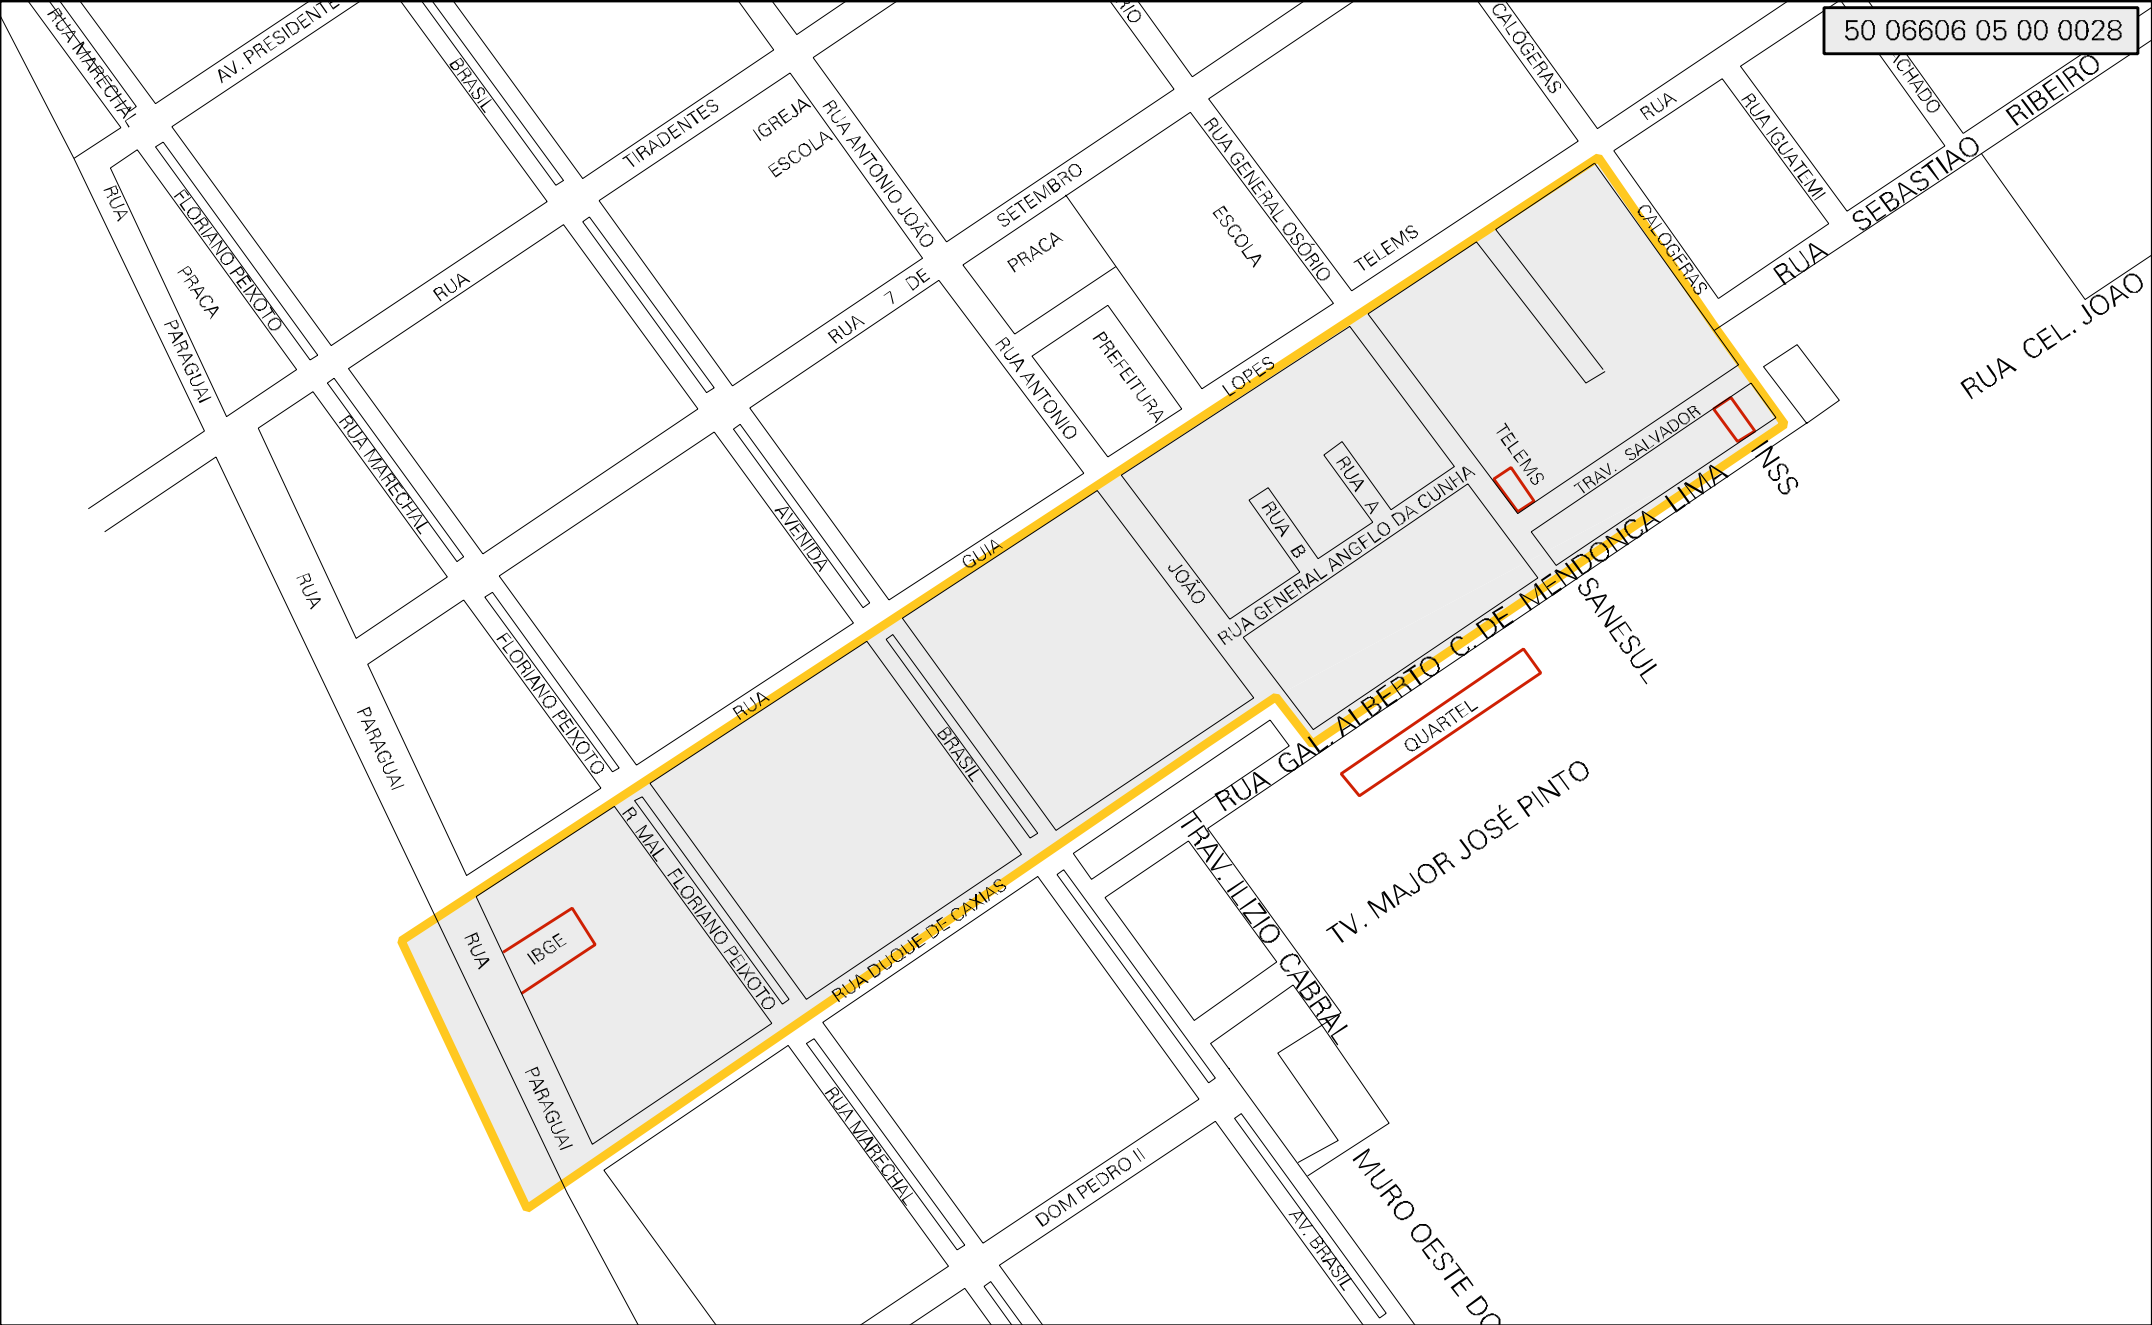 50 06606 05 00 0028
RUA MARECHAL
AV. PRESIDENTE
BRASIL
TIRADENTES
IGREJA
ESCOLA
RUA ANTONIO JOÃO
SETEMBRO
PRACA
RUA GENERAL OSÓRIO
ESCOLA
TELEMS
CALÓGERAS
RUA
RUA IGUATEMI
RUA SEBASTIAO RIBEIRO
CALOGERAS
RUA CEL. JOAO
RUA
PARAGUAI
FLORIANO PEIXOTO
PRACA
RUA
RUA 7 DE
RUA ANTONIO
PREFEITURA
LOPES
RUA MARECHAL
AVENIDA
GUIA
JOÃO
RUA A
RUA B
RUA GENERAL ANGELO DA CUNHA
TELEMS
TRAV. SALVADOR
INSS
RUA GAL. ALBERTO C. DE MENDONCA LIMA
SANESUL
QUARTEL
TV. MAJOR JOSÉ PINTO
RUA
PARAGUAI
FLORIANO PEIXOTO
RUA
BRASIL
R MAL FLORIANO PEIXOTO
RUA DUQUE DE CAXIAS
TRAV. ILIZIO CABRAL
IBGE
RUA
PARAGUAI
RUA MARECHAL
DOM PEDRO II
AV. BRASIL
MURO OESTE DO